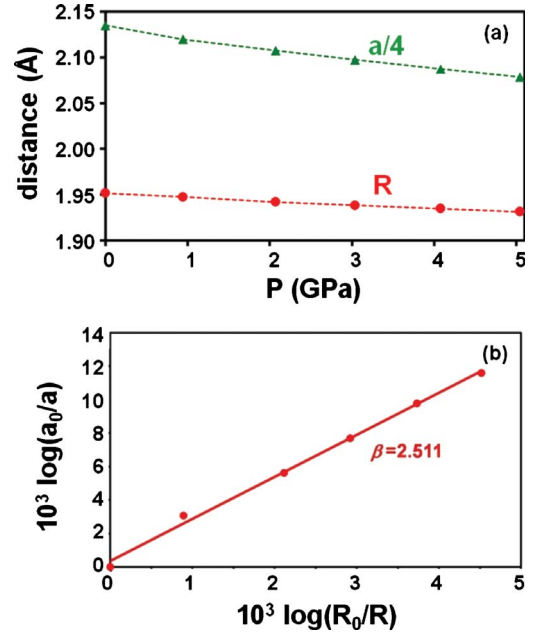 2.15
(a)
a/4
2.10
distance (Å)
2.05
2.00
R
1.95
1.90
0 1 2 3 4 5
P (GPa)
14
(b)
12
10
10³ log(a₀/a)
8
β=2.511
6
4
2
0
0 1 2 3 4 5
10³ log(R₀/R)